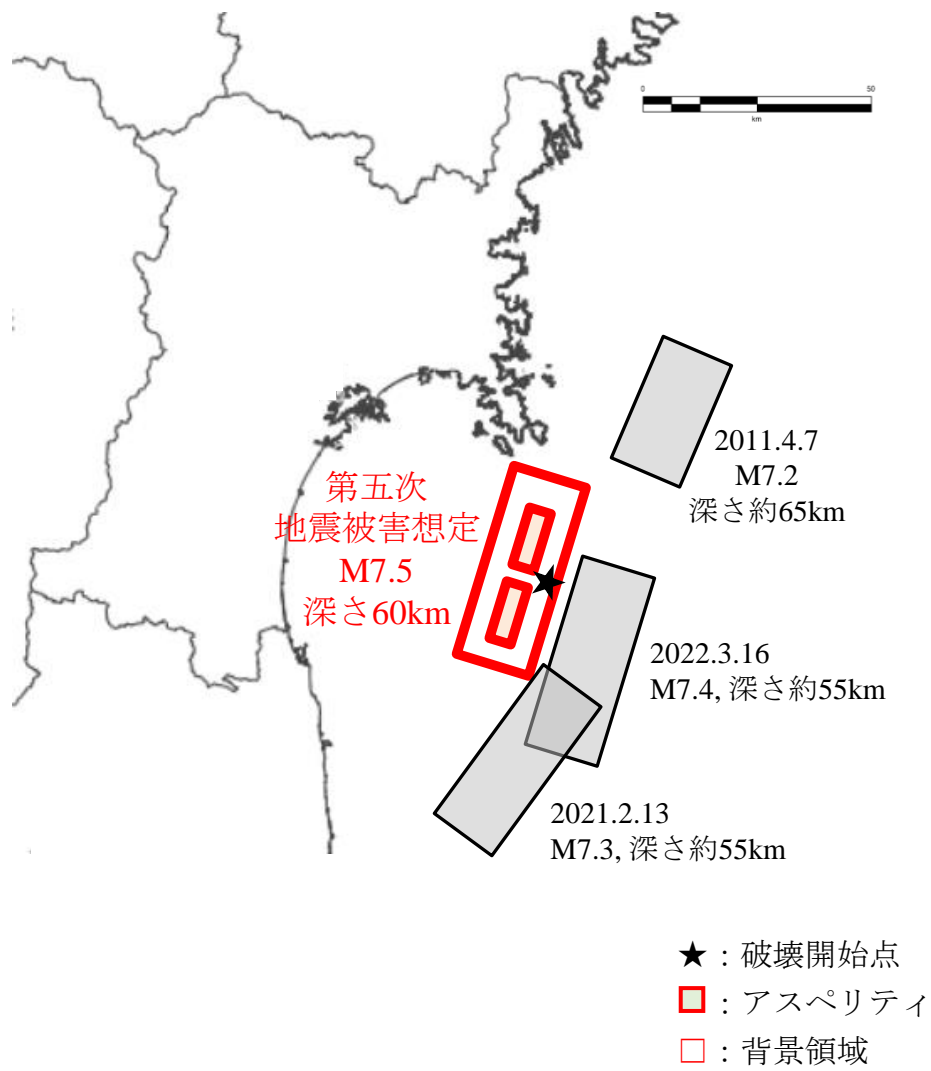 0
50
km
2011.4.7
M7.2
深さ約65km
第五次
地震被害想定
M7.5
深さ60km
2022.3.16
M7.4, 深さ約55km
2021.2.13
M7.3, 深さ約55km
★：破壊開始点
：アスペリティ
：背景領域